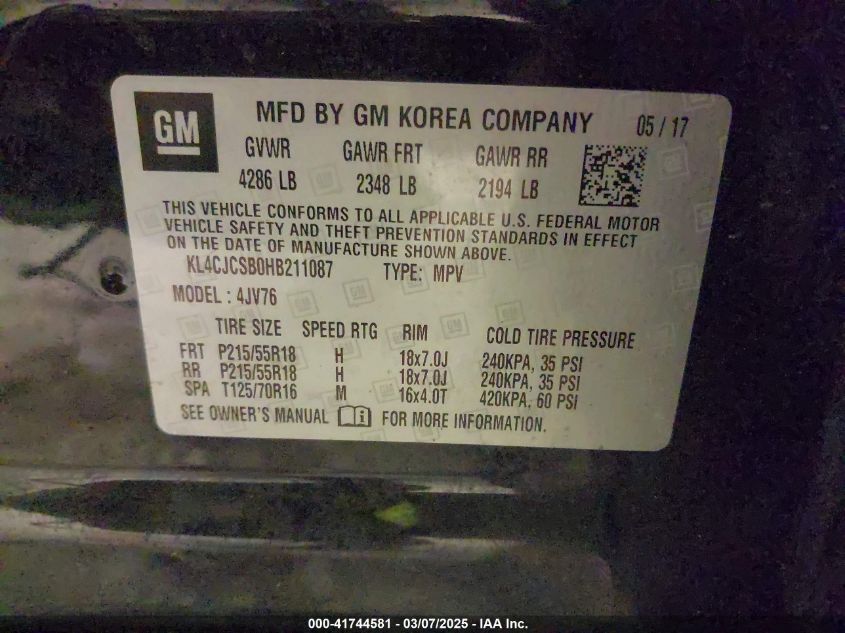 GM
MFD BY GM KOREA COMPANY 05 / 17
GVWR GAWR FRT GAWR RR
4286 LB 2348 LB 2194 LB
THIS VEHICLE CONFORMS TO ALL APPLICABLE U.S. FEDERAL MOTOR
VEHICLE SAFETY AND THEFT PREVENTION STANDARDS IN EFFECT
ON THE DATE OF MANUFACTURE SHOWN ABOVE.
KL4CJCSB0HB211087 TYPE: MPV
MODEL : 4JV76
TIRE SIZE SPEED RTG RIM COLD TIRE PRESSURE
FRT P215/55R18 H 18x7.0J 240KPA, 35 PSI
RR P215/55R18 H 18x7.0J 240KPA, 35 PSI
SPA T125/70R16 M 16x4.0T 420KPA, 60 PSI
SEE OWNER'S MANUAL FOR MORE INFORMATION.
000-41744581 - 03/07/2025 - IAA Inc.